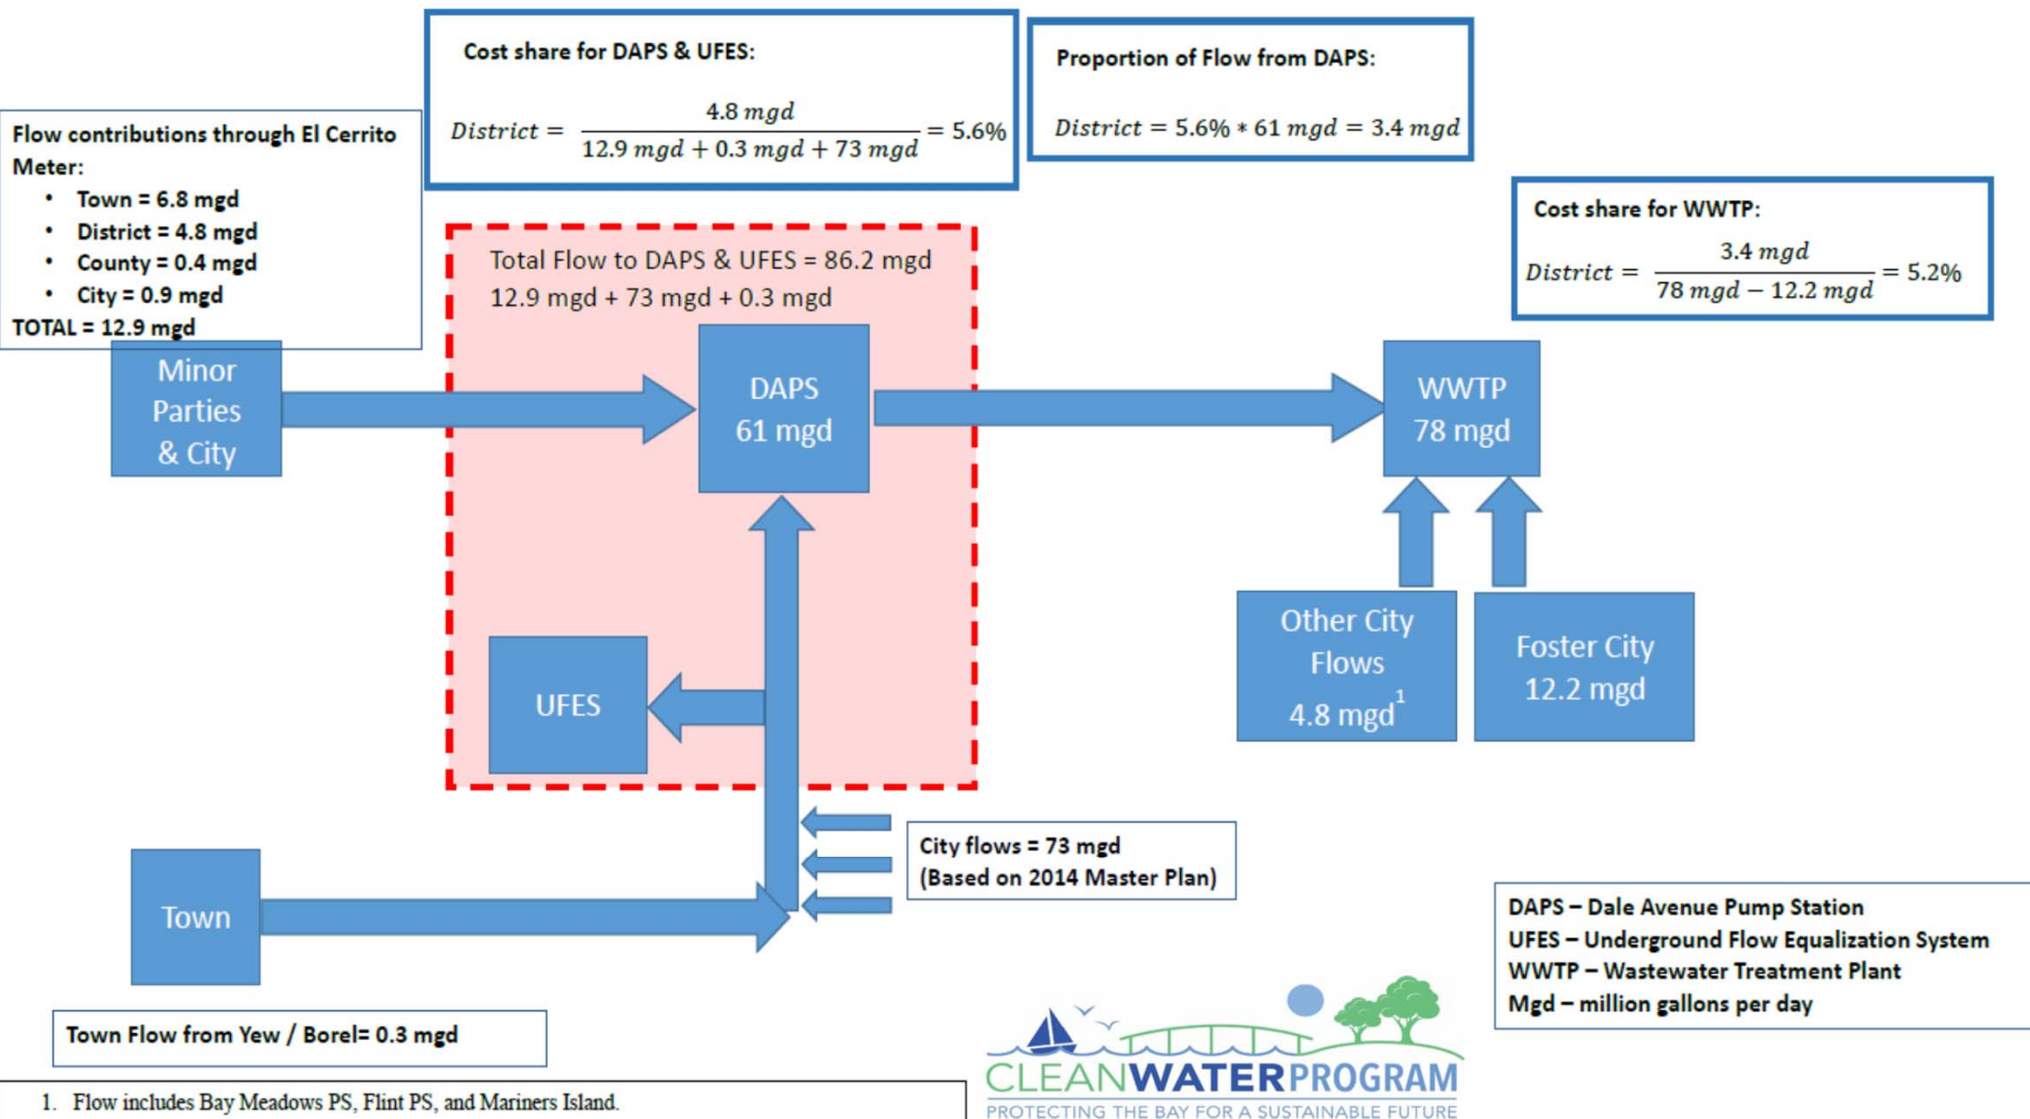 Cost share for DAPS & UFES:
District = 4.8 mgd / 12.9 mgd + 0.3 mgd + 73 mgd = 5.6%
Proportion of Flow from DAPS:
District = 5.6% * 61 mgd = 3.4 mgd
Flow contributions through El Cerrito
Meter:
• Town = 6.8 mgd
• District = 4.8 mgd
• County = 0.4 mgd
• City = 0.9 mgd
TOTAL = 12.9 mgd
Cost share for WWTP:
District = 3.4 mgd / 78 mgd − 12.2 mgd = 5.2%
Total Flow to DAPS & UFES = 86.2 mgd
12.9 mgd + 73 mgd + 0.3 mgd
Minor
Parties
& City
DAPS
61 mgd
WWTP
78 mgd
UFES
Other City
Flows
4.8 mgd1
Foster City
12.2 mgd
City flows = 73 mgd
(Based on 2014 Master Plan)
Town
Town Flow from Yew / Borel= 0.3 mgd
DAPS – Dale Avenue Pump Station
UFES – Underground Flow Equalization System
WWTP – Wastewater Treatment Plant
Mgd – million gallons per day
CLEANWATERPROGRAM
PROTECTING THE BAY FOR A SUSTAINABLE FUTURE
1. Flow includes Bay Meadows PS, Flint PS, and Mariners Island.